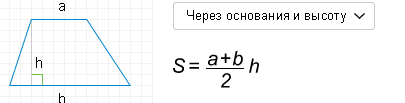 a
Через основания и высоту
h
S = a+b/2 h
h